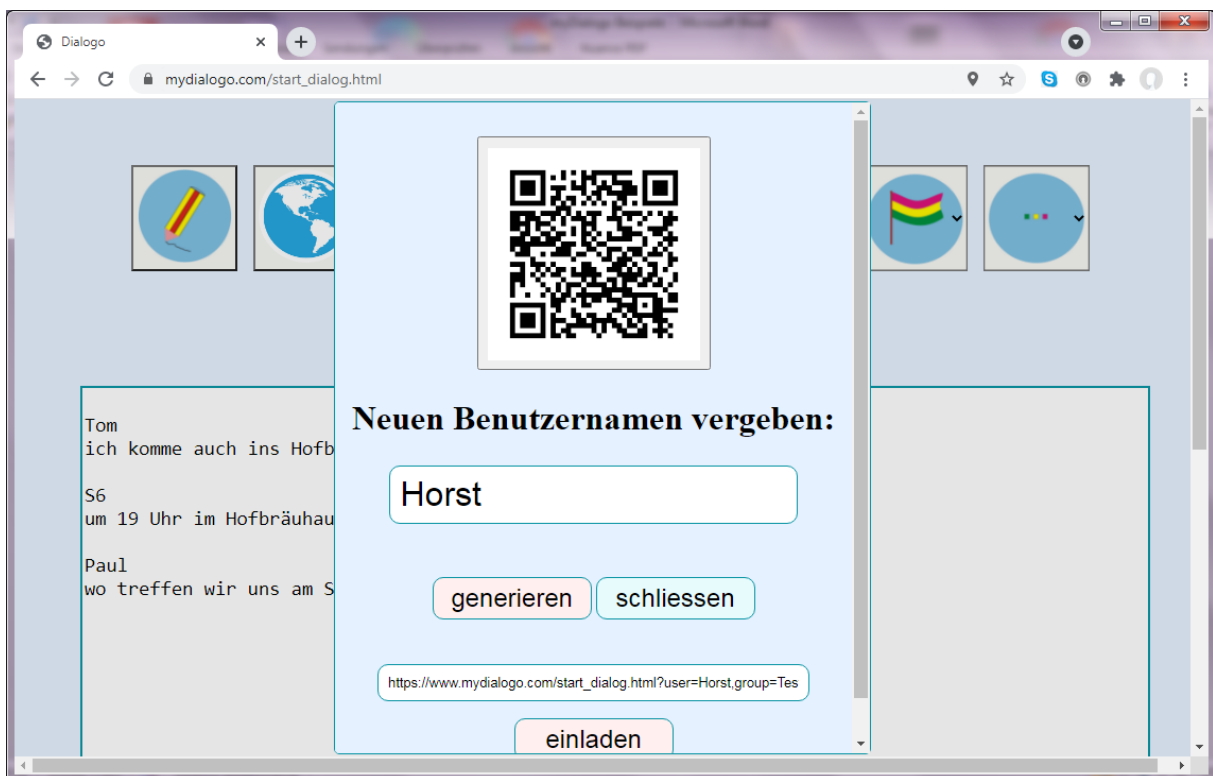 Dialogo
mydialogo.com/start_dialog.html
Neuen Benutzernamen vergeben:
Horst
generieren schliessen
https://www.mydialogo.com/start_dialog.html?user=Horst,group=Tes
einladen
Tom
ich komme auch ins Hofb
S6
um 19 Uhr im Hofbräuhau
Paul
wo treffen wir uns am S